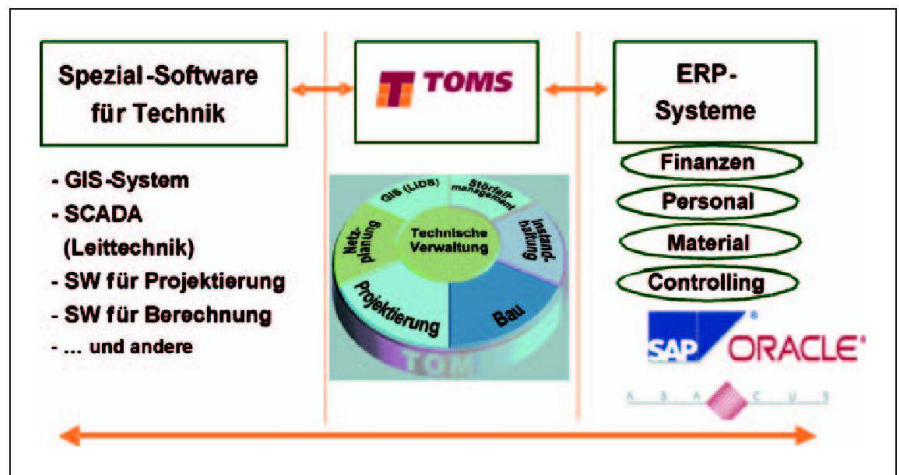 Spezial-Software
für Technik
- GIS-System
- SCADA
(Leittechnik)
- SW für Projektierung
- SW für Berechnung
- ... und andere
TOMS
GIS (LIDS)
Störfall-
management
Instand-
haltung
Bau
Projektierung
Netz-
planung
Technische
Verwaltung
TOM
ERP-
Systeme
Finanzen
Personal
Material
Controlling
SAP ® ORACLE®
ABACUS